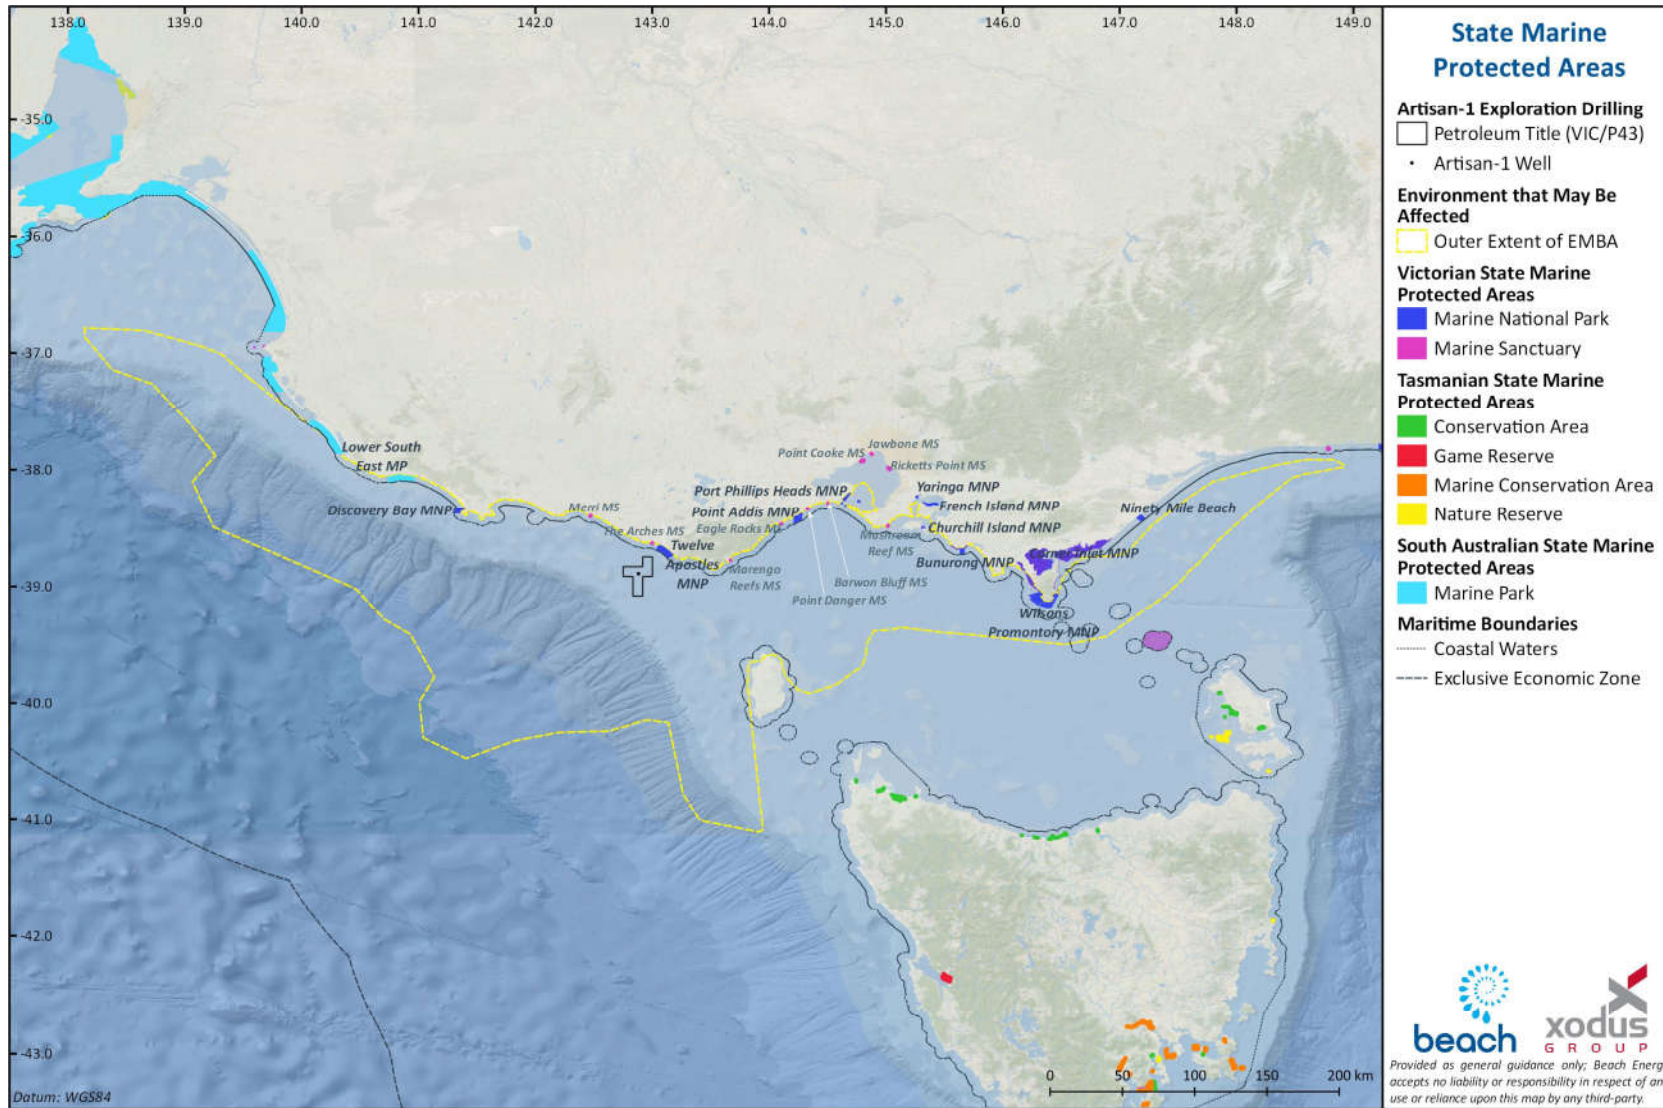 138.0 139.0 140.0 141.0 142.0 143.0 144.0 145.0 146.0 147.0 148.0 149.0
-35.0
-36.0
-37.0
-38.0
-39.0
-40.0
-41.0
-42.0
-43.0
Lower South
East MP
Discovery Bay MNP
Merri MS
The Arches MS
Twelve
Apostles
MNP
Marengo
Reefs MS
Eagle Rocks MS
Point Addis MNP
Port Phillips Heads MNP
Point Cooke MS
Jawbone MS
Ricketts Point MS
Yaringa MNP
French Island MNP
Churchill Island MNP
Mushroom
Reef MS
Bunurong MNP
Barwon Bluff MS
Point Danger MS
Corner Inlet MNP
Wilsons
Promontory MNP
Ninety Mile Beach
Datum: WGS84
0 50 100 150 200 km
State Marine
Protected Areas
Artisan-1 Exploration Drilling
Petroleum Title (VIC/P43)
Artisan-1 Well
Environment that May Be
Affected
Outer Extent of EMBA
Victorian State Marine
Protected Areas
Marine National Park
Marine Sanctuary
Tasmanian State Marine
Protected Areas
Conservation Area
Game Reserve
Marine Conservation Area
Nature Reserve
South Australian State Marine
Protected Areas
Marine Park
Maritime Boundaries
Coastal Waters
Exclusive Economic Zone
beach
xodus
GROUP
Provided as general guidance only; Beach Energ
accepts no liability or responsibility in respect of an
use or reliance upon this map by any third-party.